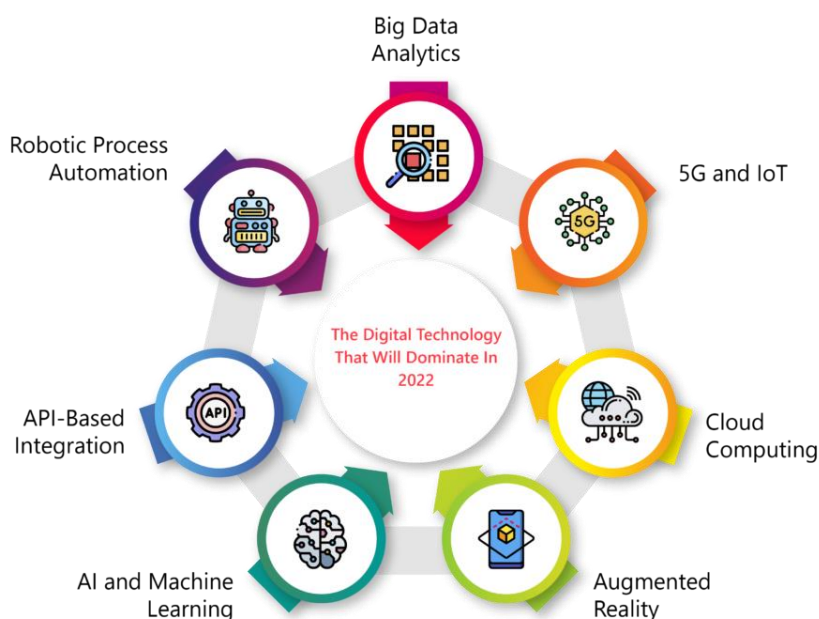 Big Data
Analytics
Robotic Process
Automation
5G and IoT
5G
The Digital Technology
That Will Dominate In
2022
API-Based
Integration
API
Cloud
Computing
AI and Machine
Learning
Augmented
Reality